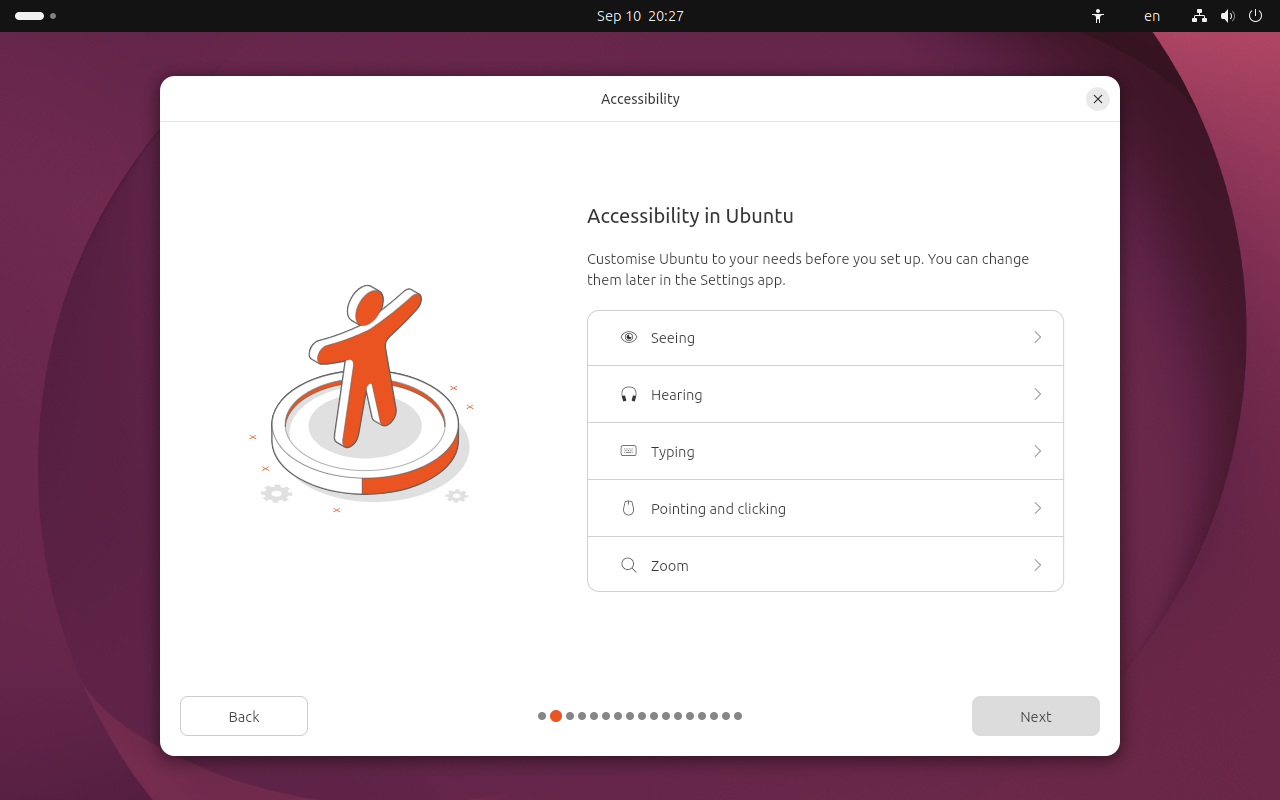 Sep 10 20:27
en
Accessibility
Accessibility in Ubuntu
Customise Ubuntu to your needs before you set up. You can change
them later in the Settings app.
Seeing
Hearing
Typing
Pointing and clicking
Zoom
Back
Next